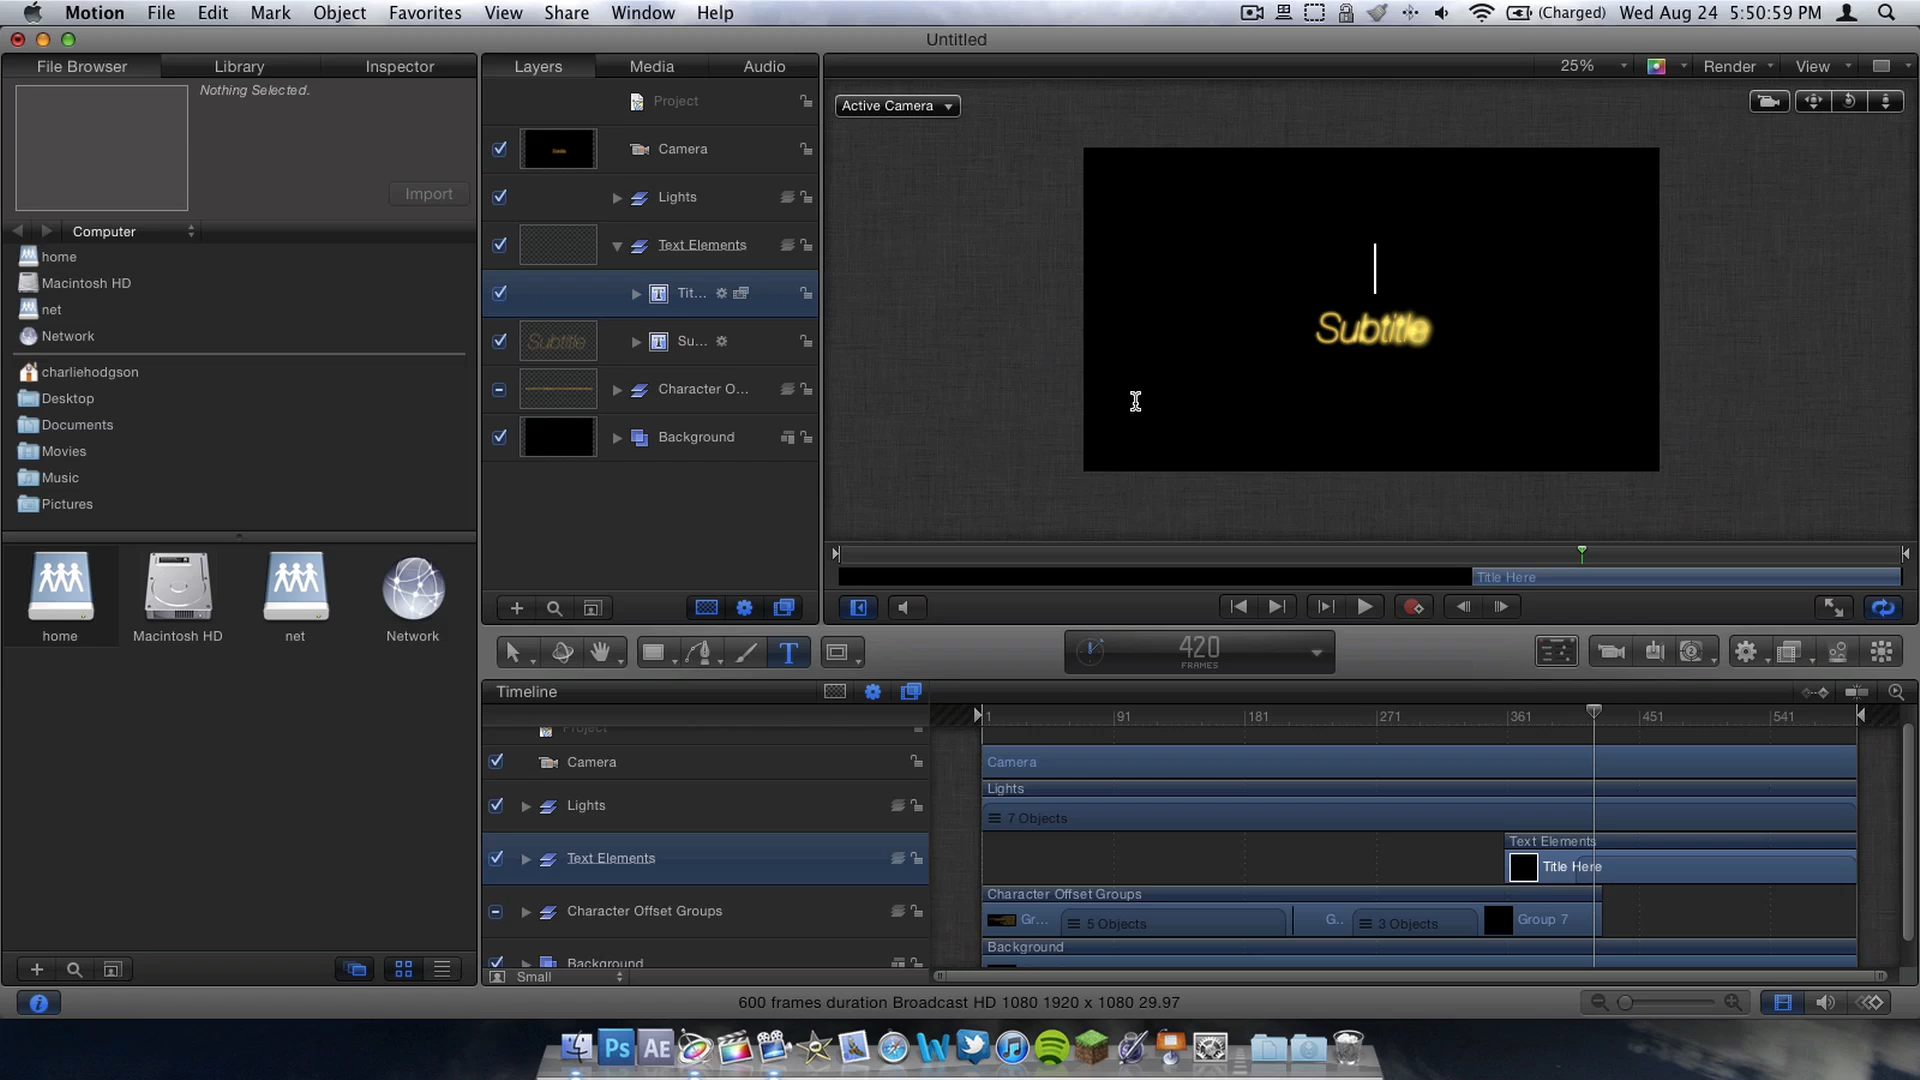 Motion File Edit Mark Object Favorites View Share Window Help (Charged) Wed Aug 24 5:50:59 PM
Untitled
File Browser Library Inspector
Nothing Selected.
Import
Computer
home
Macintosh HD
net
Network
charliehodgson
Desktop
Documents
Movies
Music
Pictures
home Macintosh HD net Network
Layers Media Audio
Project
Camera
Lights
Text Elements
T Tit...
Subtitle T Su...
Character O...
Background
25% Render View
Active Camera
Subtitle
Title Here
T
420
FRAMES
Timeline
1 91 181 271 361 451 541
Project
Camera
Lights
Text Elements
Character Offset Groups
Background
Small
Camera
Lights
7 Objects
Text Elements
Title Here
Character Offset Groups
Gr... 5 Objects G.. 3 Objects Group 7
Background
600 frames duration Broadcast HD 1080 1920 x 1080 29.97
Ps AE W